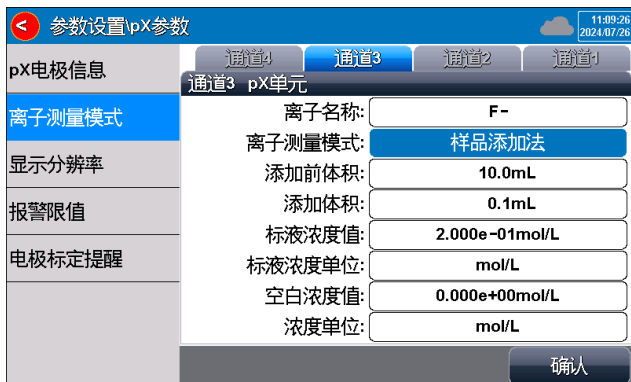 < 参数设置\pX参数
11:09:26
2024/07/26
通道4 通道3 通道2 通道1
通道3 pX单元
pX电极信息
离子测量模式
显示分辨率
报警限值
电极标定提醒
离子名称: F-
离子测量模式: 样品添加法
添加前体积: 10.0mL
添加体积: 0.1mL
标液浓度值: 2.000e-01mol/L
标液浓度单位: mol/L
空白浓度值: 0.000e+00mol/L
浓度单位: mol/L
确认